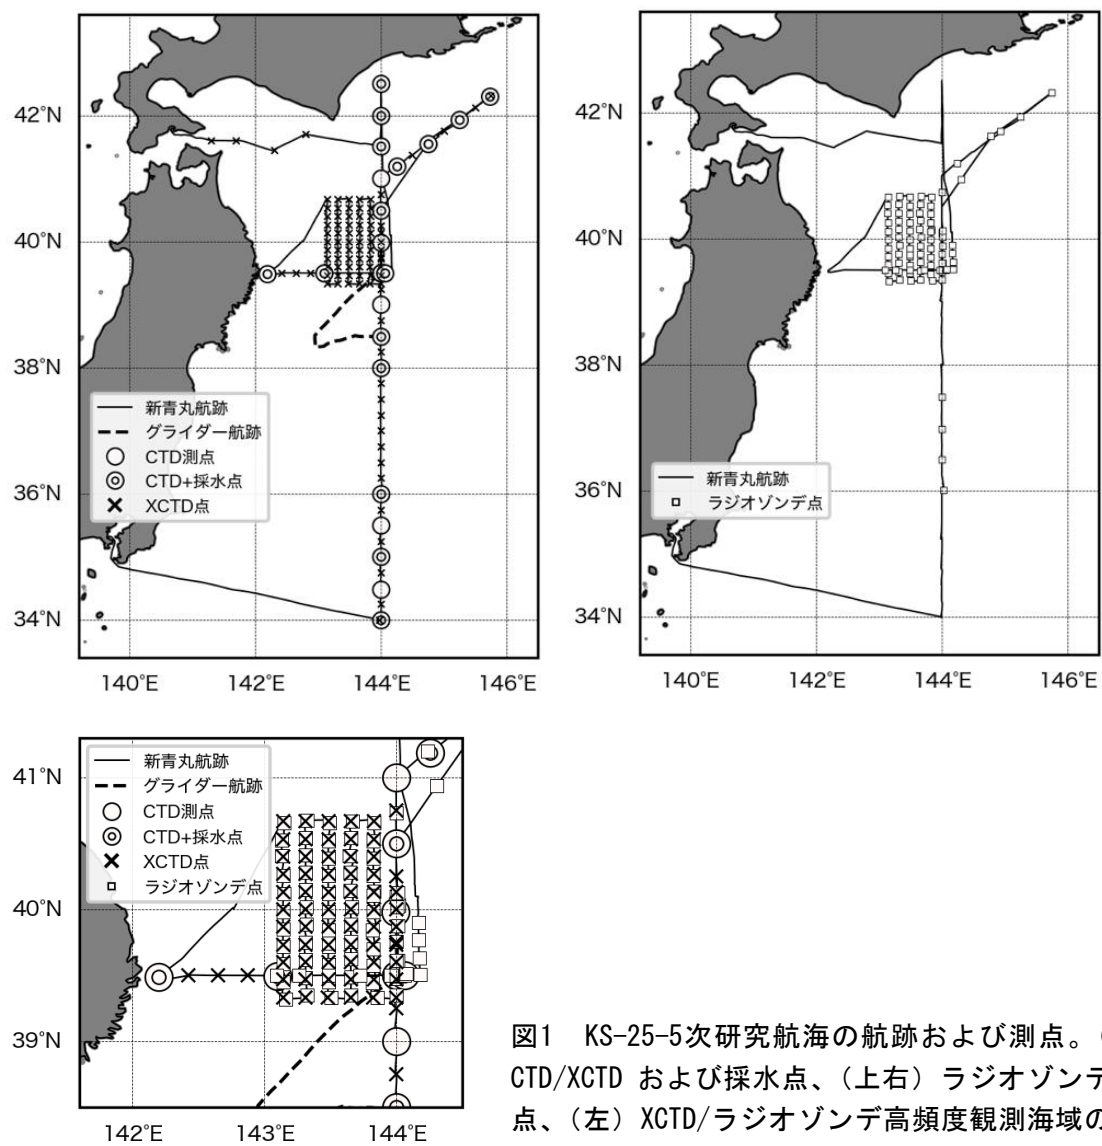 42°N
40°N
38°N
36°N
34°N
新青丸航跡
グライダー航跡
CTD測点
CTD+採水点
XCTD点
140°E 142°E 144°E 146°E
42°N
40°N
38°N
36°N
34°N
新青丸航跡
ラジオゾンデ点
140°E 142°E 144°E 146°E
41°N
40°N
39°N
新青丸航跡
グライダー航跡
CTD測点
CTD+採水点
XCTD点
ラジオゾンデ点
142°E 143°E 144°E
図1 KS-25-5次研究航海の航跡および測点。(
CTD/XCTD および採水点、(上右) ラジオゾンデ
点、(左) XCTD/ラジオゾンデ高頻度観測海域の